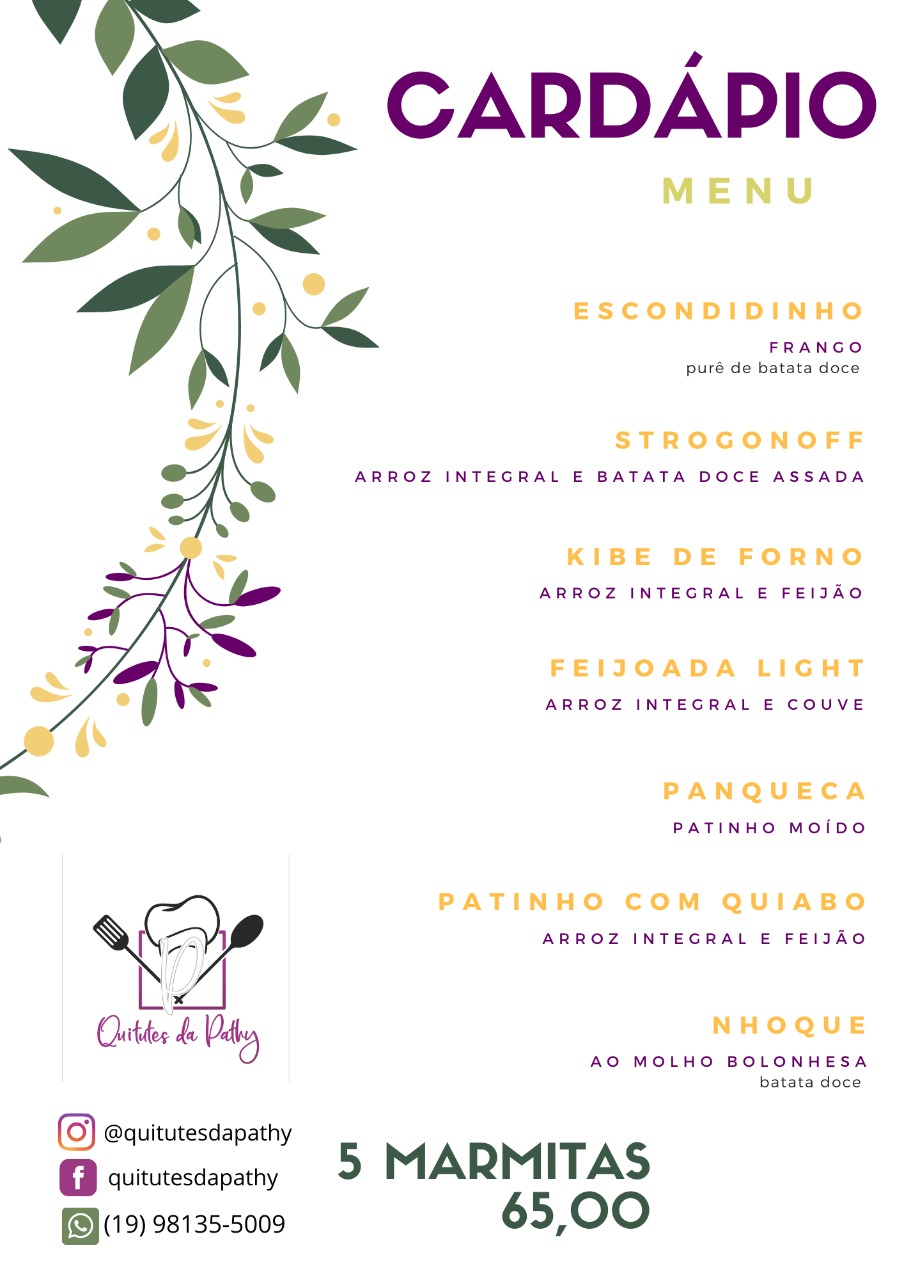 CARDÁPIO
MENU
ESCONDIDINHO
FRANGO
purê de batata doce
STROGONOFF
ARROZ INTEGRAL E BATATA DOCE ASSADA
KIBE DE FORNO
ARROZ INTEGRAL E FEIJÃO
FEIJOADA LIGHT
ARROZ INTEGRAL E COUVE
PANQUECA
PATINHO MOÍDO
PATINHO COM QUIABO
ARROZ INTEGRAL E FEIJÃO
NHOQUE
AO MOLHO BOLONHESA
batata doce
P
Quitutes da Pathy
@quitutesdapathy
quitutesdapathy
(19) 98135-5009
5 MARMITAS
65,00